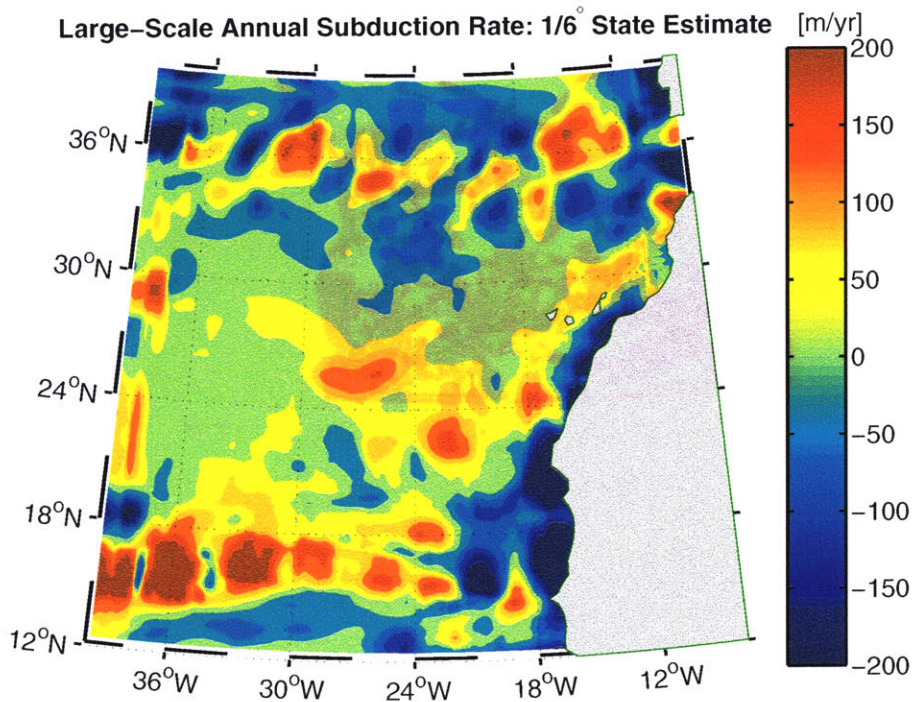 Large-Scale Annual Subduction Rate: 1/6° State Estimate [m/yr]
200
36°N
150
100
30°N
50
0
24°N
-50
18°N
-100
-150
12°N
-200
36°W 30°W 24°W 18°W 12°W